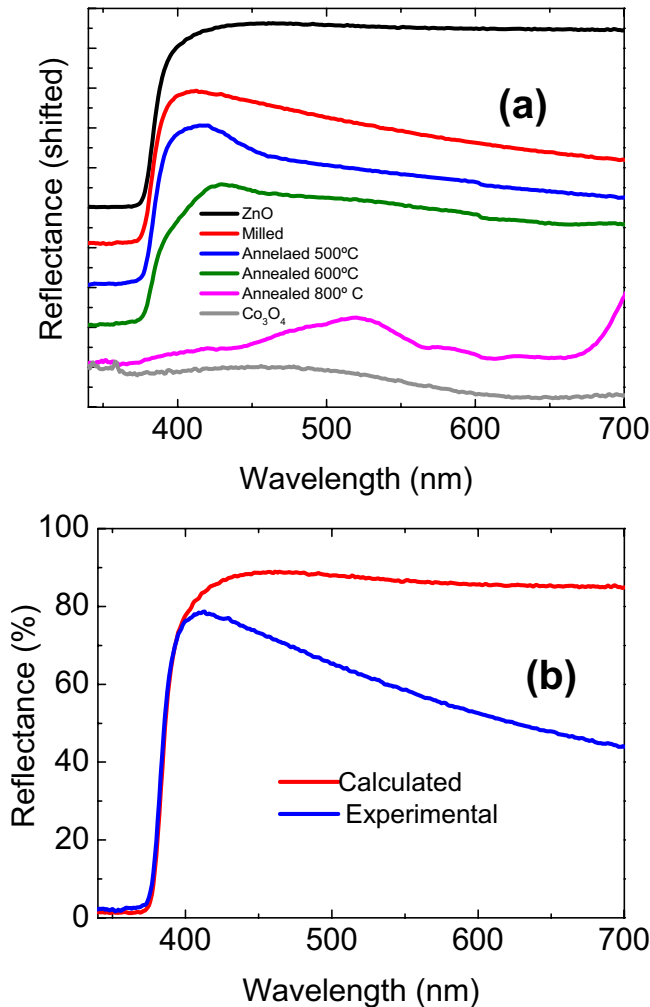 (a)
Reflectance (shifted)
ZnO
Milled
Annelaed 500ºC
Annealed 600ºC
Annealed 800º C
Co₃O₄
400 500 600 700
Wavelength (nm)
100
80
60
40
20
0
Reflectance (%)
(b)
Calculated
Experimental
400 500 600 700
Wavelength (nm)